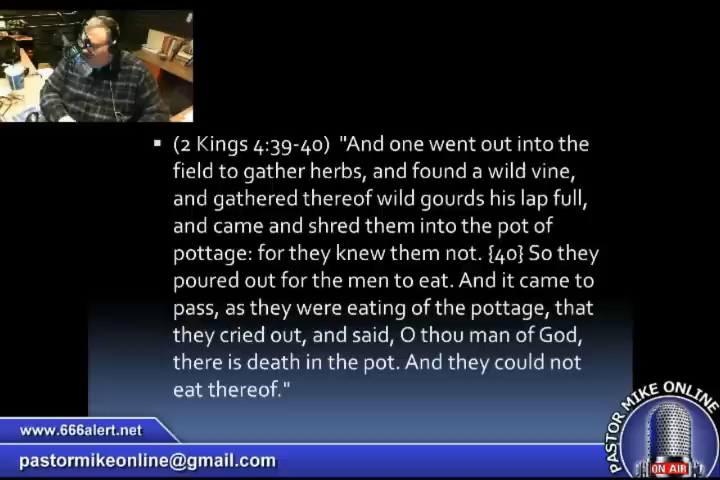 (2 Kings 4:39-40) "And one went out into the
field to gather herbs, and found a wild vine,
and gathered thereof wild gourds his lap full,
and came and shred them into the pot of
pottage: for they knew them not. {40} So they
poured out for the men to eat. And it came to
pass, as they were eating of the pottage, that
they cried out, and said, O thou man of God,
there is death in the pot. And they could not
eat thereof."
www.666alert.net
pastormikeonline@gmail.com
PASTOR MIKE ONLINE
ON AIR